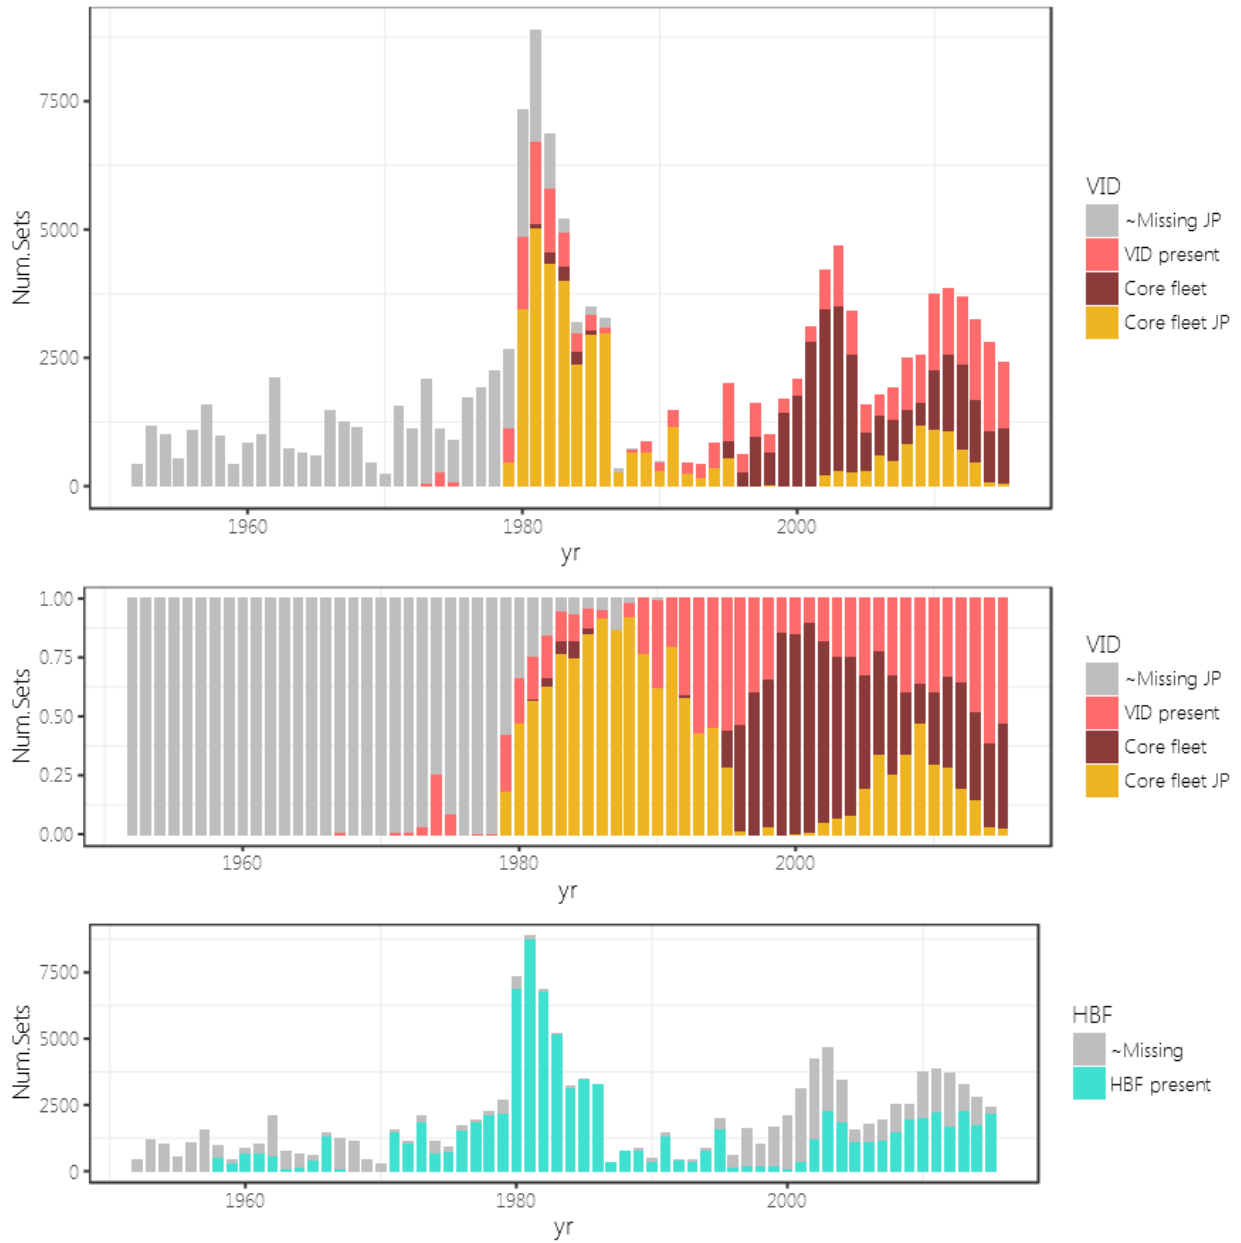 7500
5000
2500
0
Num.Sets
1960
1980
2000
yr
VID
~Missing JP
VID present
Core fleet
Core fleet JP
1.00
0.75
0.50
0.25
0.00
Num.Sets
1960
1980
2000
yr
VID
~Missing JP
VID present
Core fleet
Core fleet JP
7500
5000
2500
0
Num.Sets
1960
1980
2000
yr
HBF
~Missing
HBF present